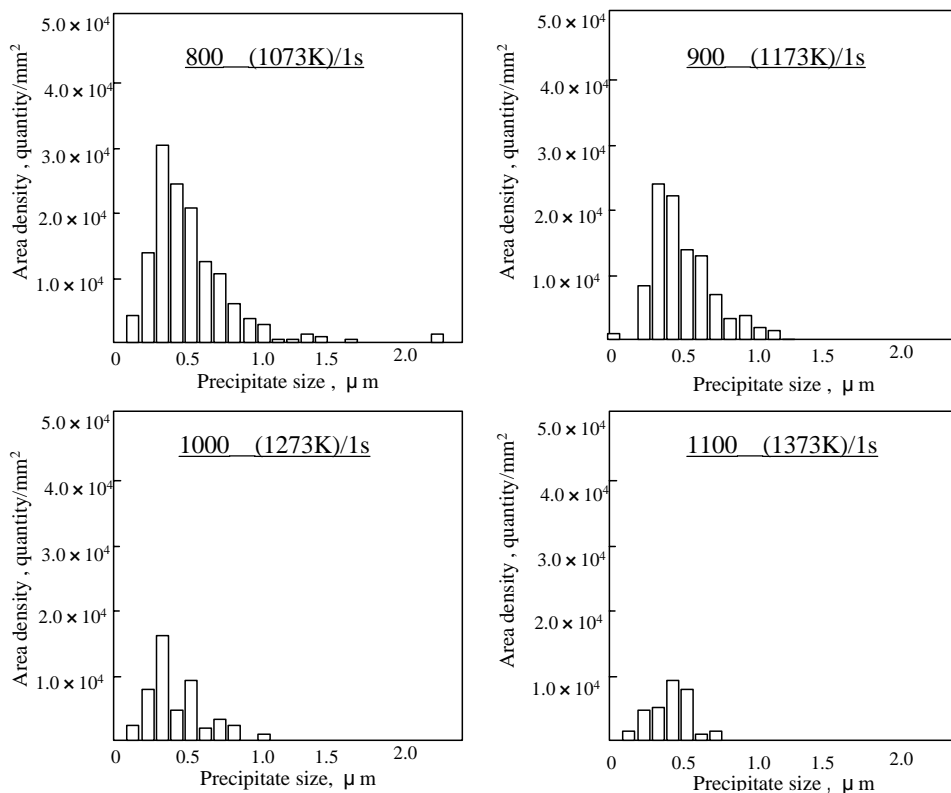 5.0 × 10⁴
4.0 × 10⁴
3.0 × 10⁴
2.0 × 10⁴
1.0 × 10⁴
Area density , quantity/mm²
800 (1073K)/1s
0 0.5 1.0 1.5 2.0
Precipitate size , μ m
5.0 × 10⁴
4.0 × 10⁴
3.0 × 10⁴
2.0 × 10⁴
1.0 × 10⁴
Area density , quantity/mm²
900 (1173K)/1s
0 0.5 1.0 1.5 2.0
Precipitate size , μ m
5.0 × 10⁴
4.0 × 10⁴
3.0 × 10⁴
2.0 × 10⁴
1.0 × 10⁴
Area density , quantity/mm²
1000 (1273K)/1s
0 0.5 1.0 1.5 2.0
Precipitate size, μ m
5.0 × 10⁴
4.0 × 10⁴
3.0 × 10⁴
2.0 × 10⁴
1.0 × 10⁴
Area density , quantity/mm²
1100 (1373K)/1s
0 0.5 1.0 1.5 2.0
Precipitate size , μ m